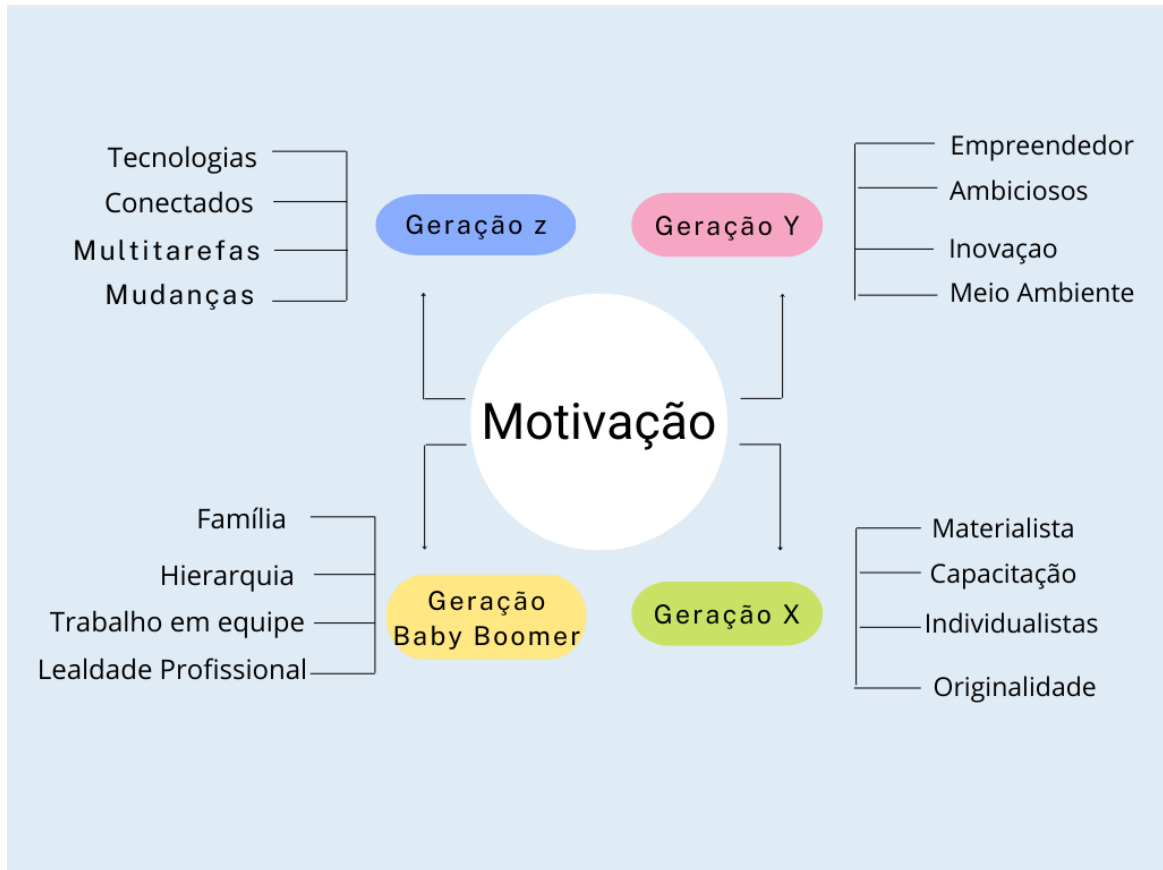 Tecnologias
Conectados
Multitarefas
Mudanças
Geração z
Geração Y
Empreendedor
Ambiciosos
Inovaçao
Meio Ambiente
Motivação
Família
Hierarquia
Trabalho em equipe
Lealdade Profissional
Geração
Baby Boomer
Geração X
Materialista
Capacitação
Individualistas
Originalidade